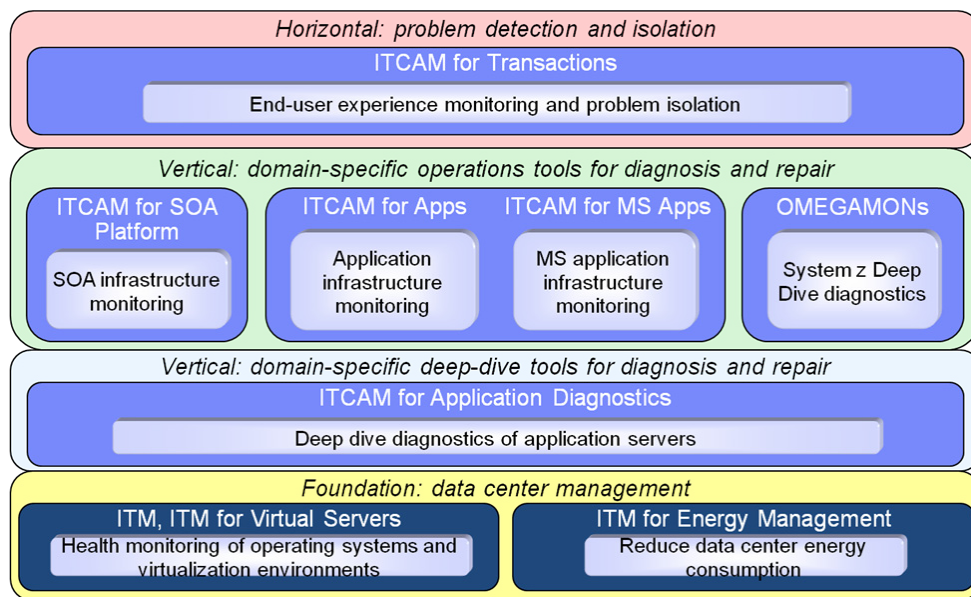 Horizontal: problem detection and isolation
ITCAM for Transactions
End-user experience monitoring and problem isolation
Vertical: domain-specific operations tools for diagnosis and repair
ITCAM for SOA
Platform
SOA infrastructure
monitoring
ITCAM for Apps
Application
infrastructure
monitoring
ITCAM for MS Apps
MS application
infrastructure
monitoring
OMEGAMONs
System z Deep
Dive diagnostics
Vertical: domain-specific deep-dive tools for diagnosis and repair
ITCAM for Application Diagnostics
Deep dive diagnostics of application servers
Foundation: data center management
ITM, ITM for Virtual Servers
Health monitoring of operating systems and
virtualization environments
ITM for Energy Management
Reduce data center energy
consumption